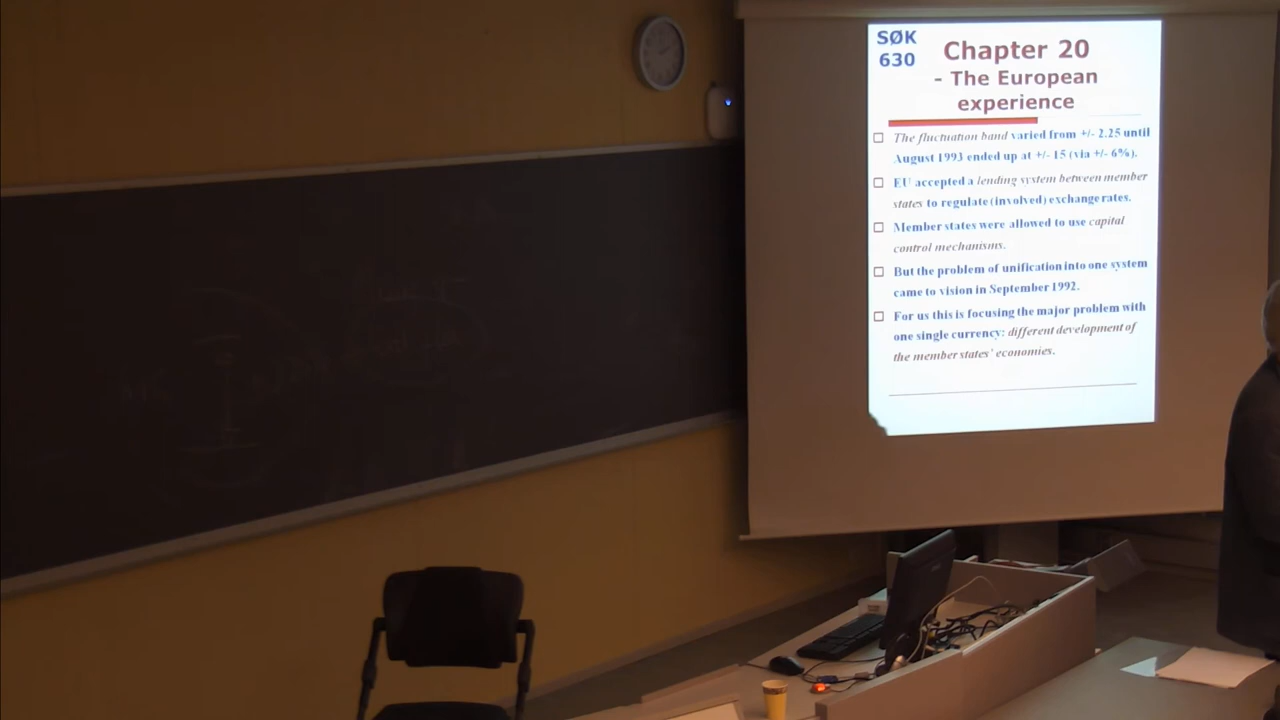 SØK
630
Chapter 20
- The European
experience
The fluctuation band varied from +/- 2.25 until
August 1993 ended up at +/- 15 (via +/- 6%).
EU accepted a lending system between member
states to regulate (involved) exchange rates.
Member states were allowed to use capital
control mechanisms.
But the problem of unification into one system
came to vision in September 1992.
For us this is focusing the major problem with
one single currency: different development of
the member states' economies.